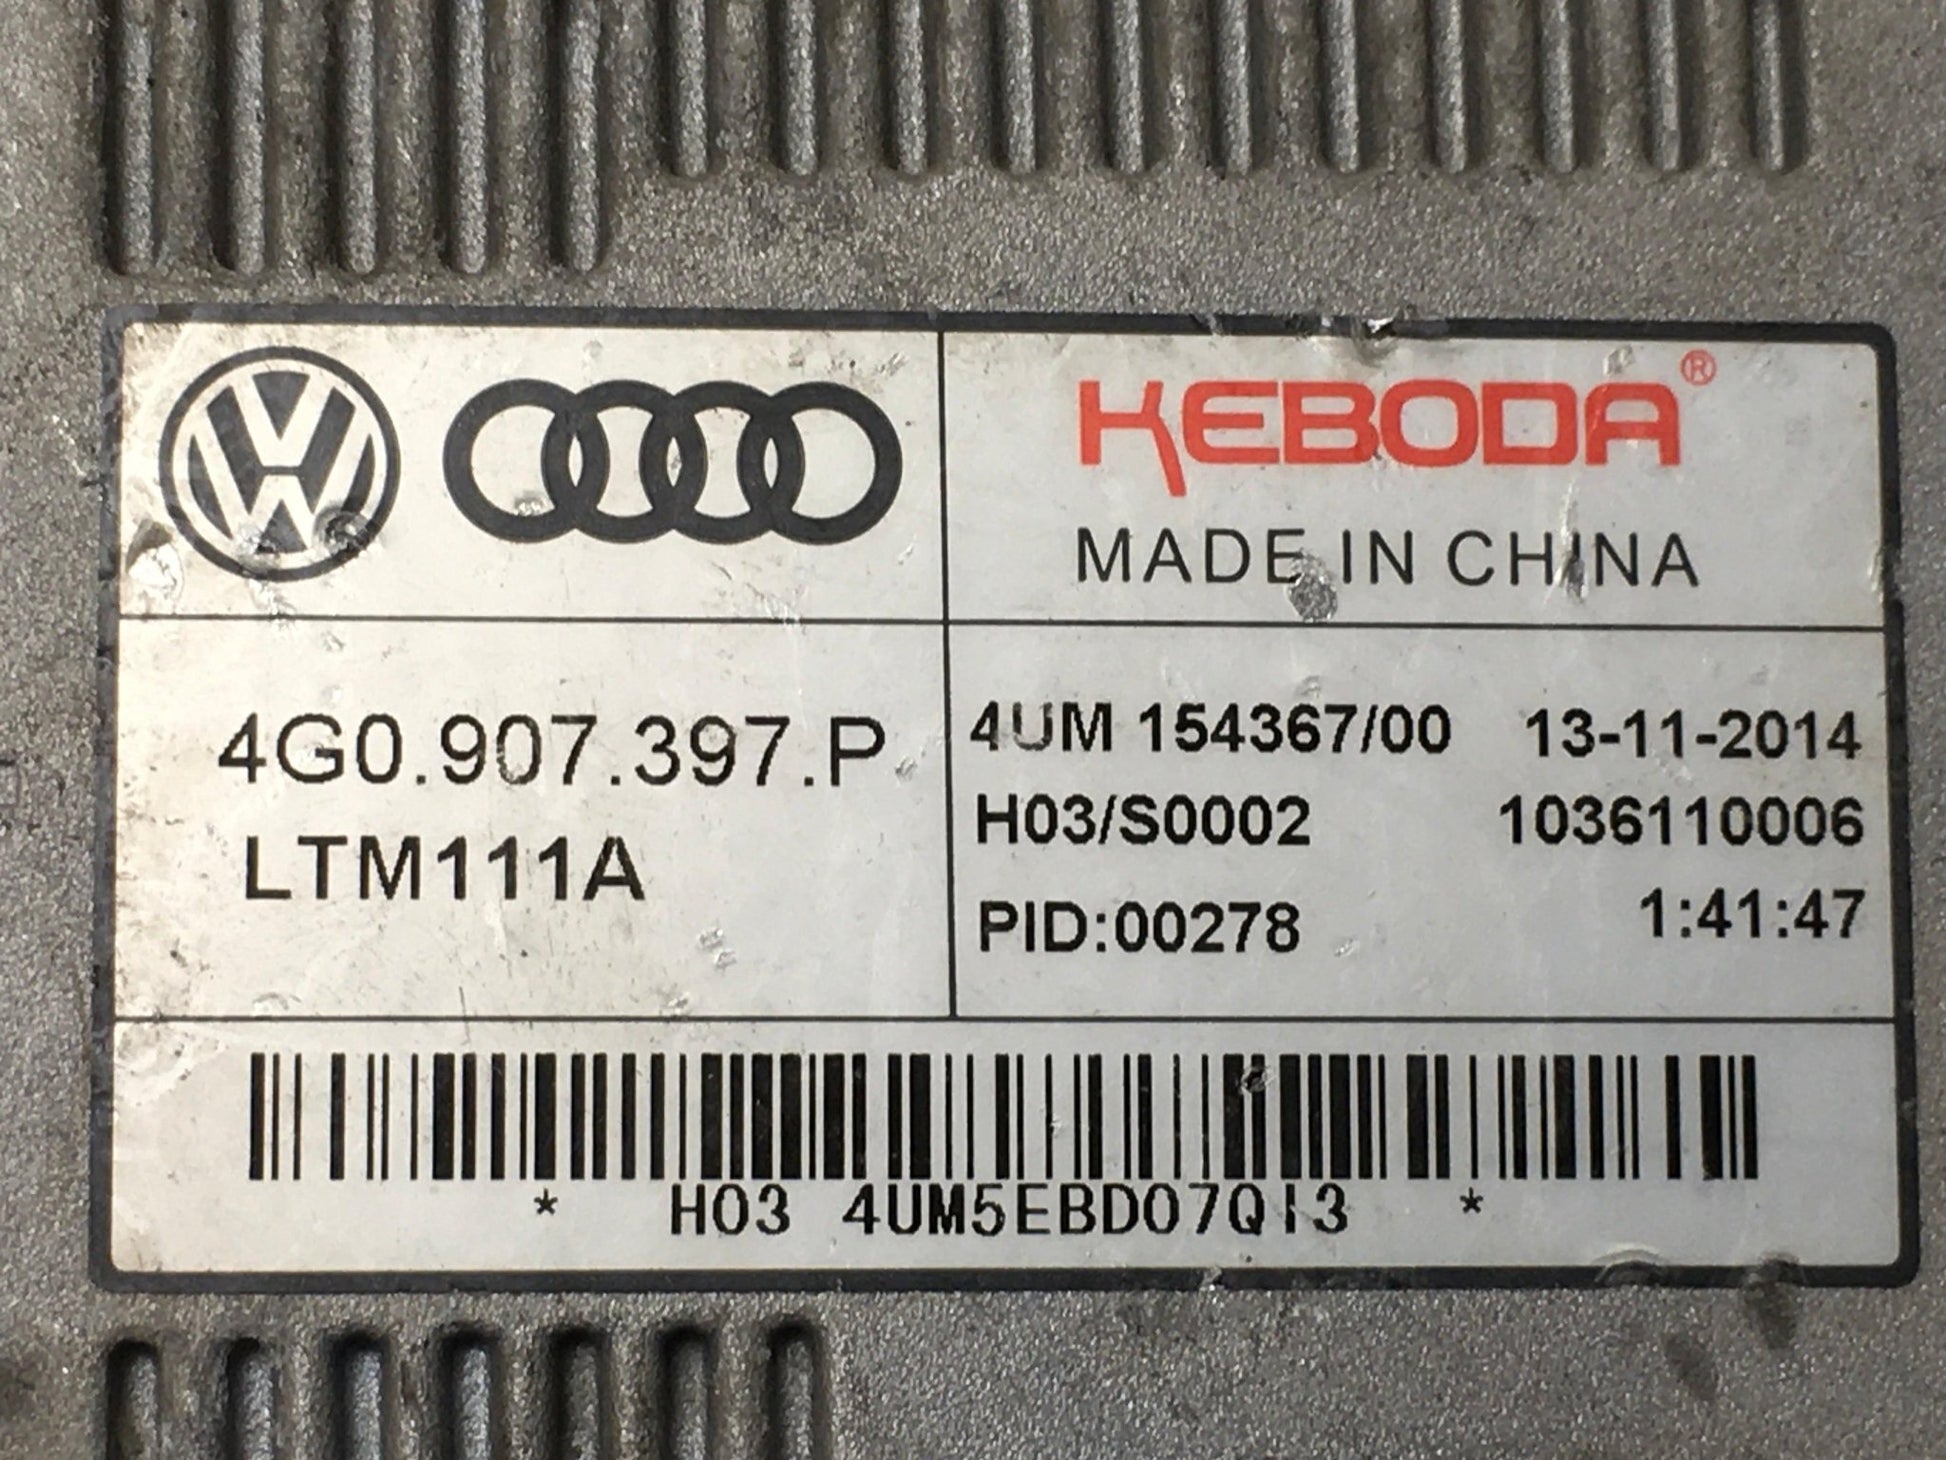 KEBODA®
MADE IN CHINA
4G0.907.397.P
LTM111A
4UM 154367/00 13-11-2014
H03/S0002 1036110006
PID:00278 1:41:47
* H03 4UM5EBD07QI3 *